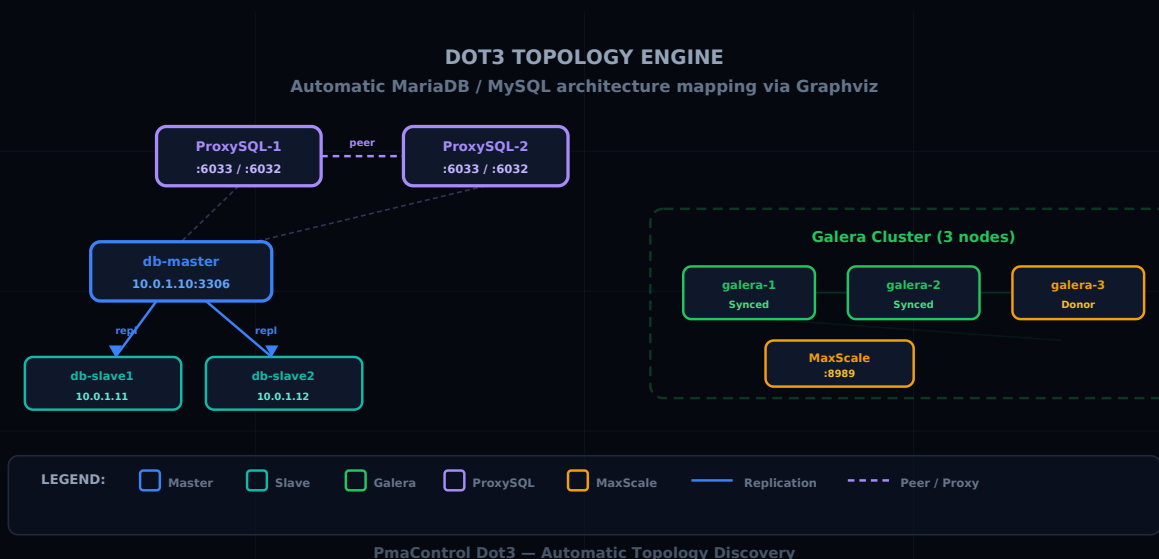 DOT3 TOPOLOGY ENGINE
Automatic MariaDB / MySQL architecture mapping via Graphviz
ProxySQL-1
:6033 / :6032
peer
ProxySQL-2
:6033 / :6032
db-master
10.0.1.10:3306
repl
repl
db-slave1
10.0.1.11
db-slave2
10.0.1.12
Galera Cluster (3 nodes)
galera-1
Synced
galera-2
Synced
galera-3
Donor
MaxScale
:8989
LEGEND:
Master
Slave
Galera
ProxySQL
MaxScale
Replication
Peer / Proxy
PmaControl Dot3 — Automatic Topology Discovery